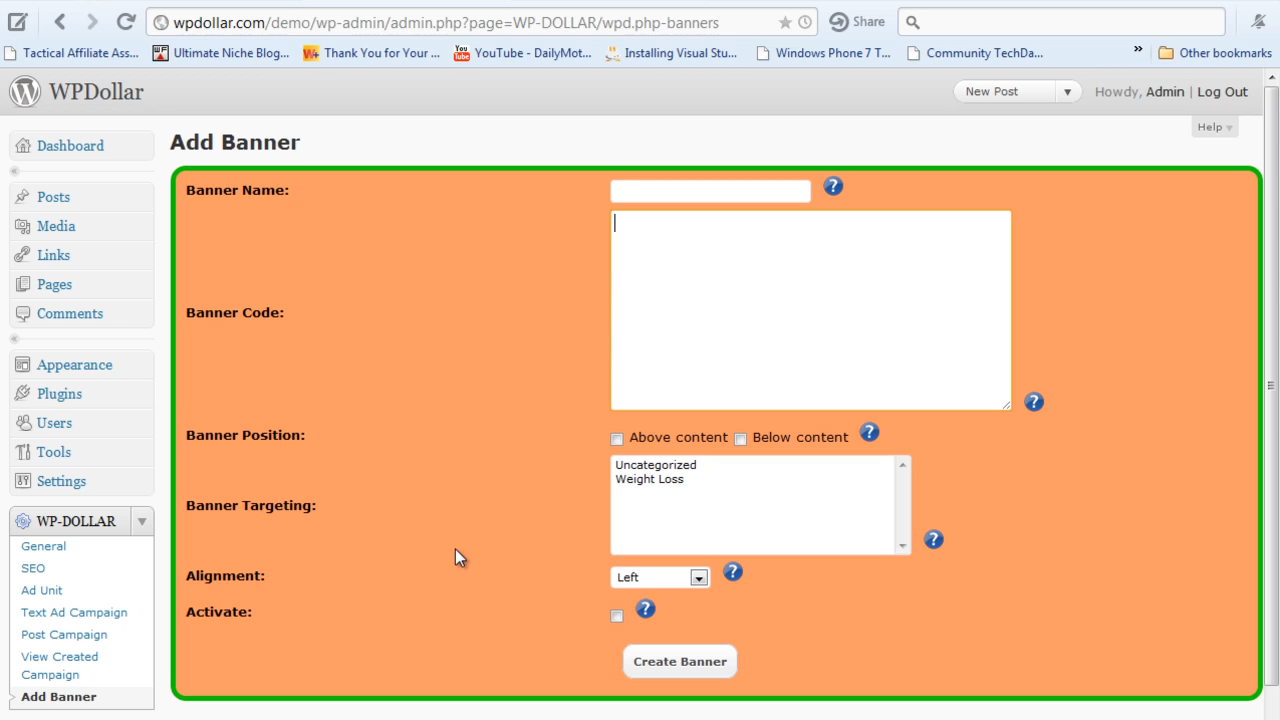 wpdollar.com/demo/wp-admin/admin.php?page=WP-DOLLAR/wpd.php-banners
Share
Tactical Affiliate Ass...
Ultimate Niche Blog...
Thank You for Your ...
YouTube - DailyMot...
Installing Visual Stu...
Windows Phone 7 T...
Community TechDa...
»
Other bookmarks
WPDollar
New Post
Howdy, Admin | Log Out
Help
Dashboard
Posts
Media
Links
Pages
Comments
Appearance
Plugins
Users
Tools
Settings
WP-DOLLAR
General
SEO
Ad Unit
Text Ad Campaign
Post Campaign
View Created
Campaign
Add Banner
Add Banner
Banner Name:
?
Banner Code:
?
Banner Position:
Above content
Below content
?
Banner Targeting:
Uncategorized
Weight Loss
?
Alignment:
Left
?
Activate:
?
Create Banner